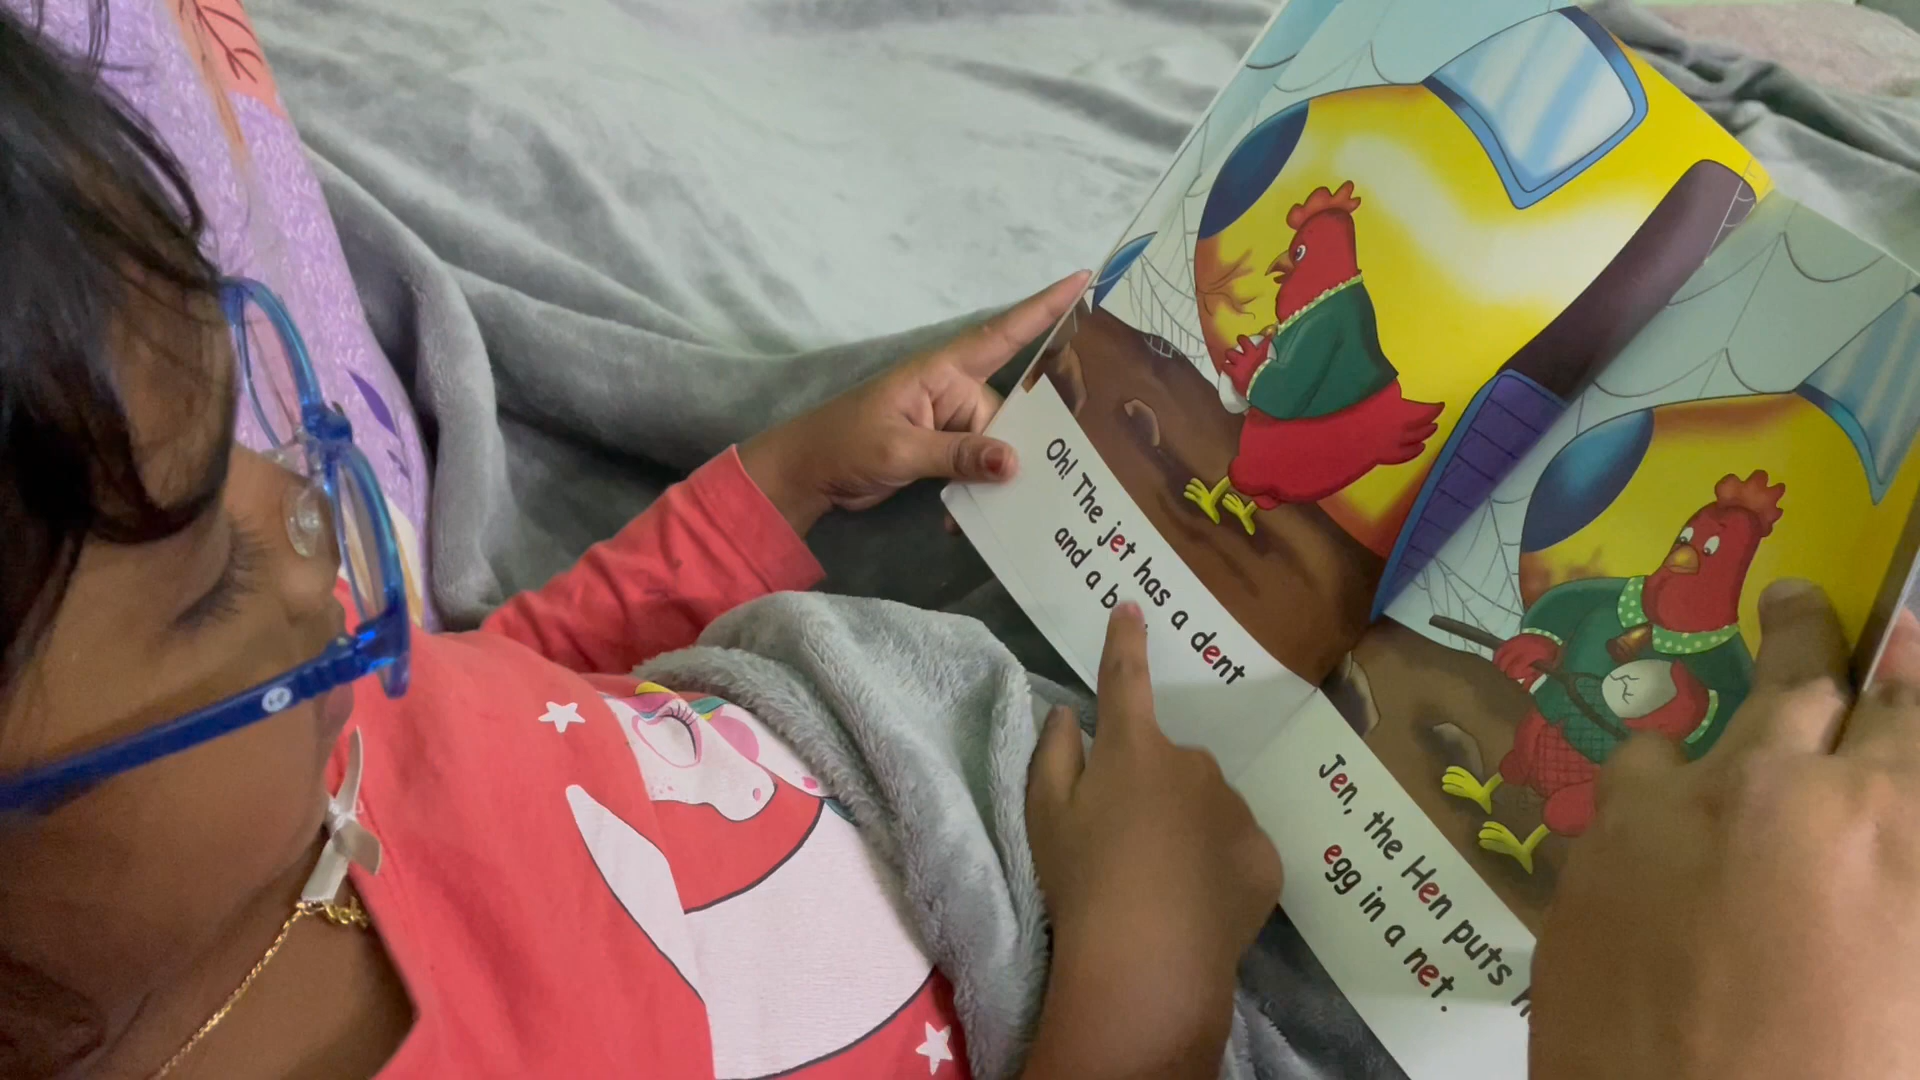 Oh! The jet has a dent
and a
Jen, the Hen puts
egg in a net.